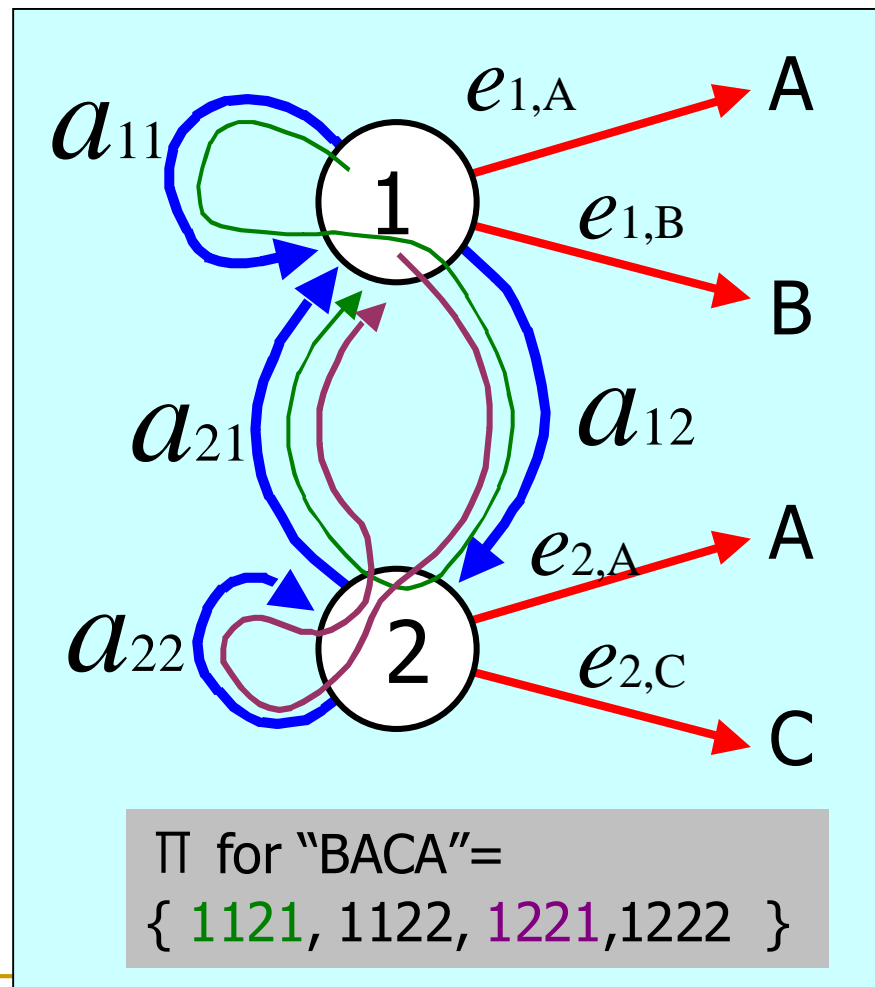 e1,A
A
a11
1
e1,B
B
a21
a12
e2,A
A
a22
2
e2,C
C
Π for “BACA”=
{ 1121, 1122, 1221,1222 }